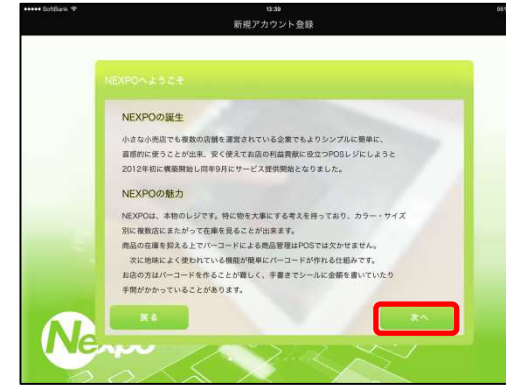 SoftBank 13:39 98%
新規アカウント登録
NEXPOへようこそ
NEXPOの誕生
小さな小売店でも複数の店舗を運営されている企業でもよりシンプルに簡単に、
直感的に使うことが出来、安く使えてお店の利益貢献に役立つPOSレジにしようと
2012年初に構築開始し同年9月にサービス提供開始となりました。
NEXPOの魅力
NEXPOは、本物のレジです。特に物を大事にする考えを持っており、カラー・サイズ
別に複数店にまたがって在庫を見ることが出来ます。
商品の在庫を抑える上でバーコードによる商品管理はPOSでは欠かせません。
次に地味によく使われている機能が簡単にバーコードが作れる仕組みです。
お店の方はバーコードを作ることが難しく、手書きでシールに金額を書いていたり
手間がかかっていることがあります。
戻る 次へ
Nexpo